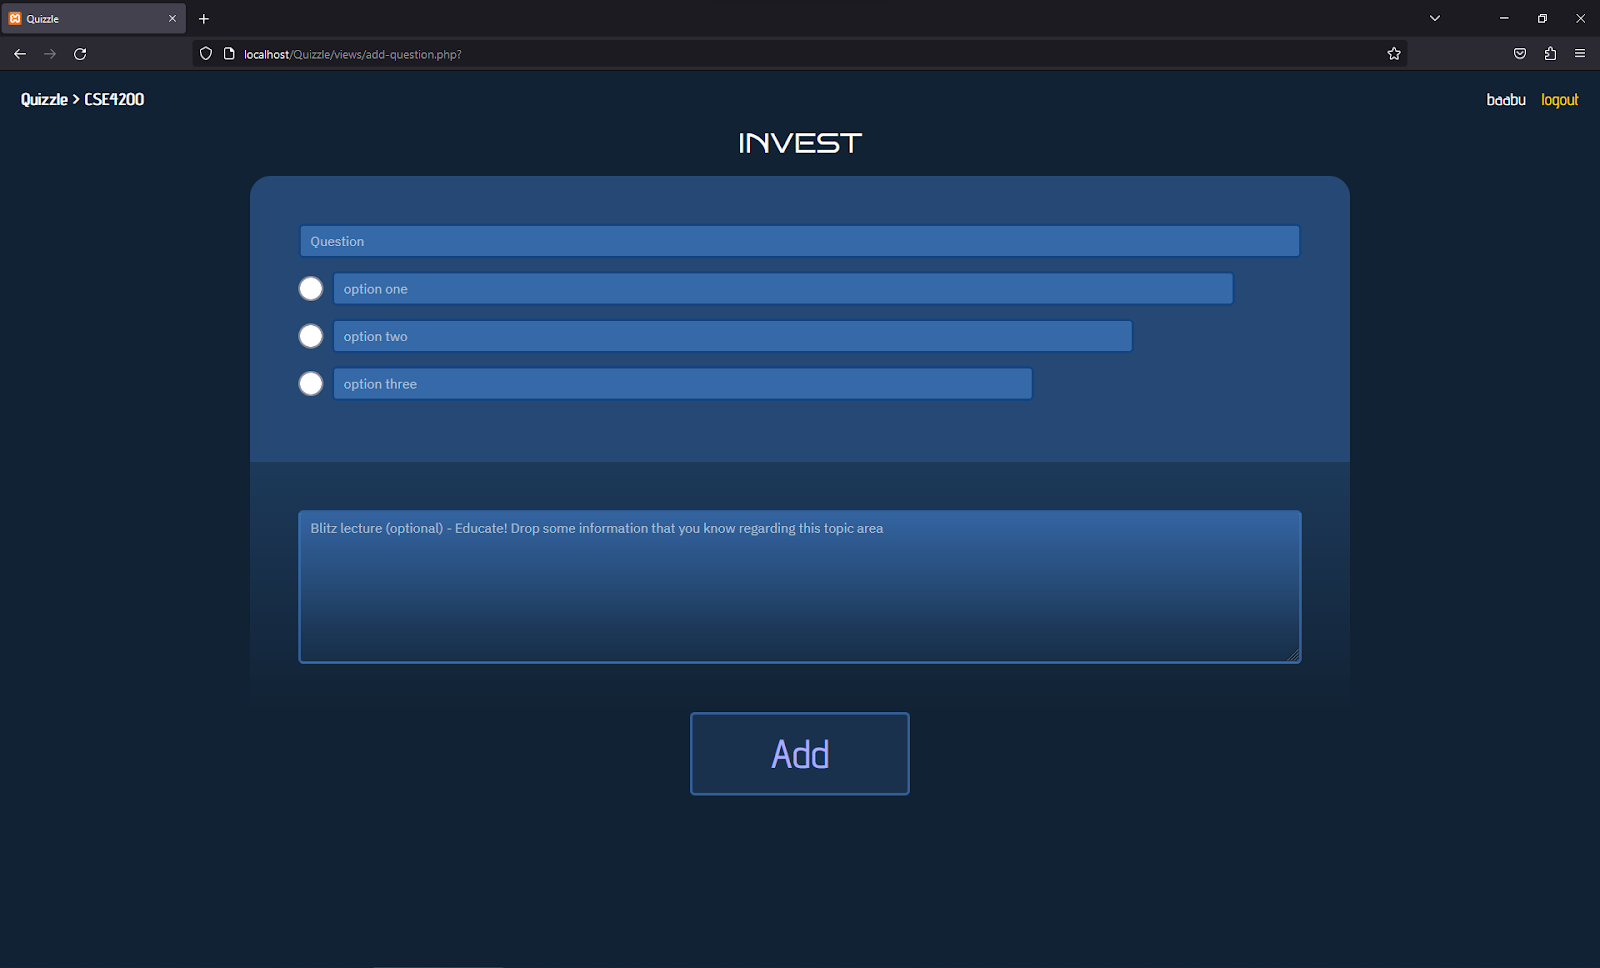 Quizzle
localhost/Quizzle/views/add-question.php?
Quizzle > CSE4200
baabu logout
INVEST
Question
option one
option two
option three
Blitz lecture (optional) - Educate! Drop some information that you know regarding this topic area
Add